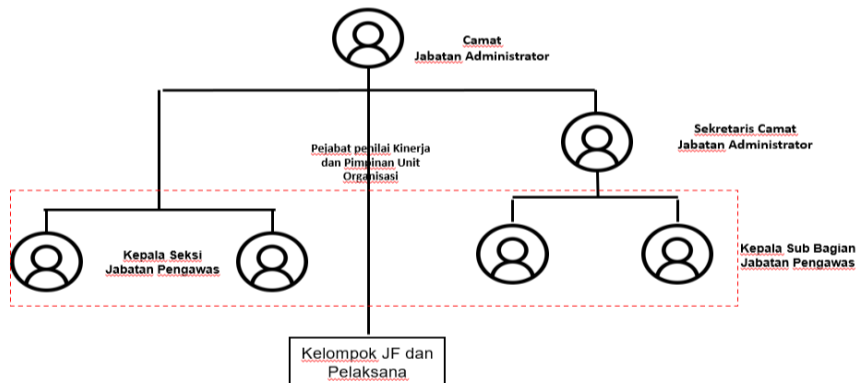 Camat
Jabatan Administrator
Sekretaris Camat
Jabatan Administrator
Pejabat penilai Kinerja
dan Pimpinan Unit
Organisasi
Kepala Seksi
Jabatan Pengawas
Kepala Sub Bagian
Jabatan Pengawas
Kelompok JF dan
Pelaksana